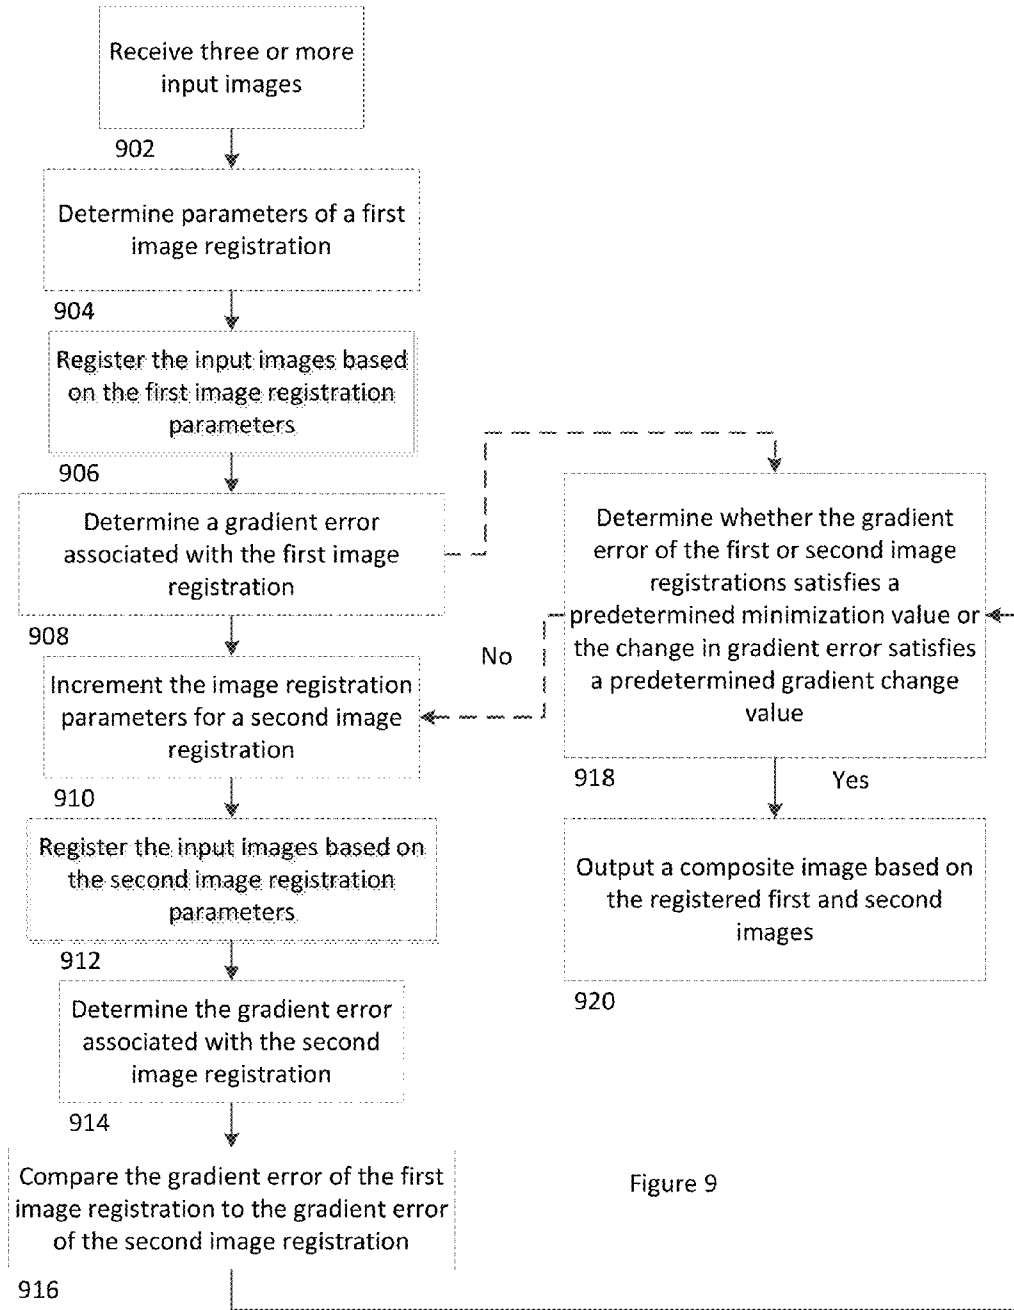 Receive three or more
input images
902
Determine parameters of a first
image registration
904
Register the input images based
on the first image registration
parameters
906
Determine a gradient error
associated with the first image
registration
908
Increment the image registration
parameters for a second image
registration
910
Register the input images based on
the second image registration
parameters
912
Determine the gradient error
associated with the second
image registration
914
Compare the gradient error of the first
image registration to the gradient error
of the second image registration
916
Determine whether the gradient
error of the first or second image
registrations satisfies a
predetermined minimization value or
the change in gradient error satisfies
a predetermined gradient change
value
No
918
Yes
Output a composite image based on
the registered first and second
images
920
Figure 9